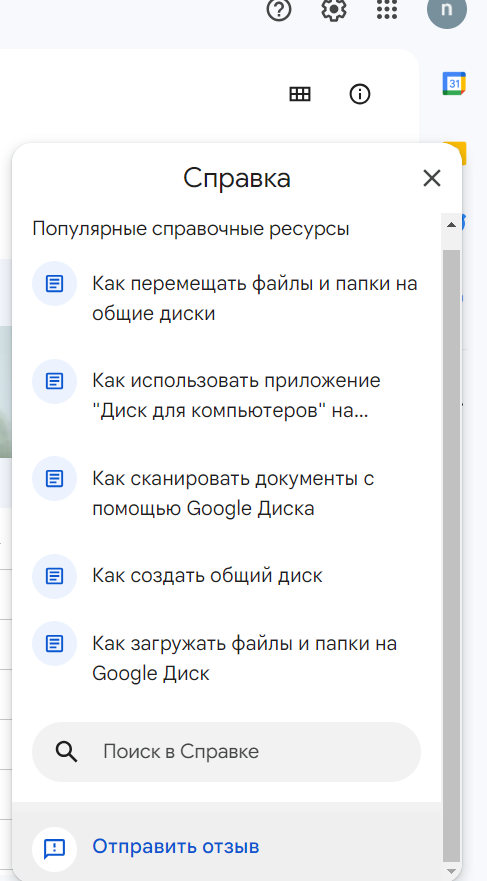 n
31
Справка
Популярные справочные ресурсы
Как перемещать файлы и папки на
общие диски
Как использовать приложение
"Диск для компьютеров" на...
Как сканировать документы с
помощью Google Диска
Как создать общий диск
Как загружать файлы и папки на
Google Диск
Поиск в Справке
Отправить отзыв